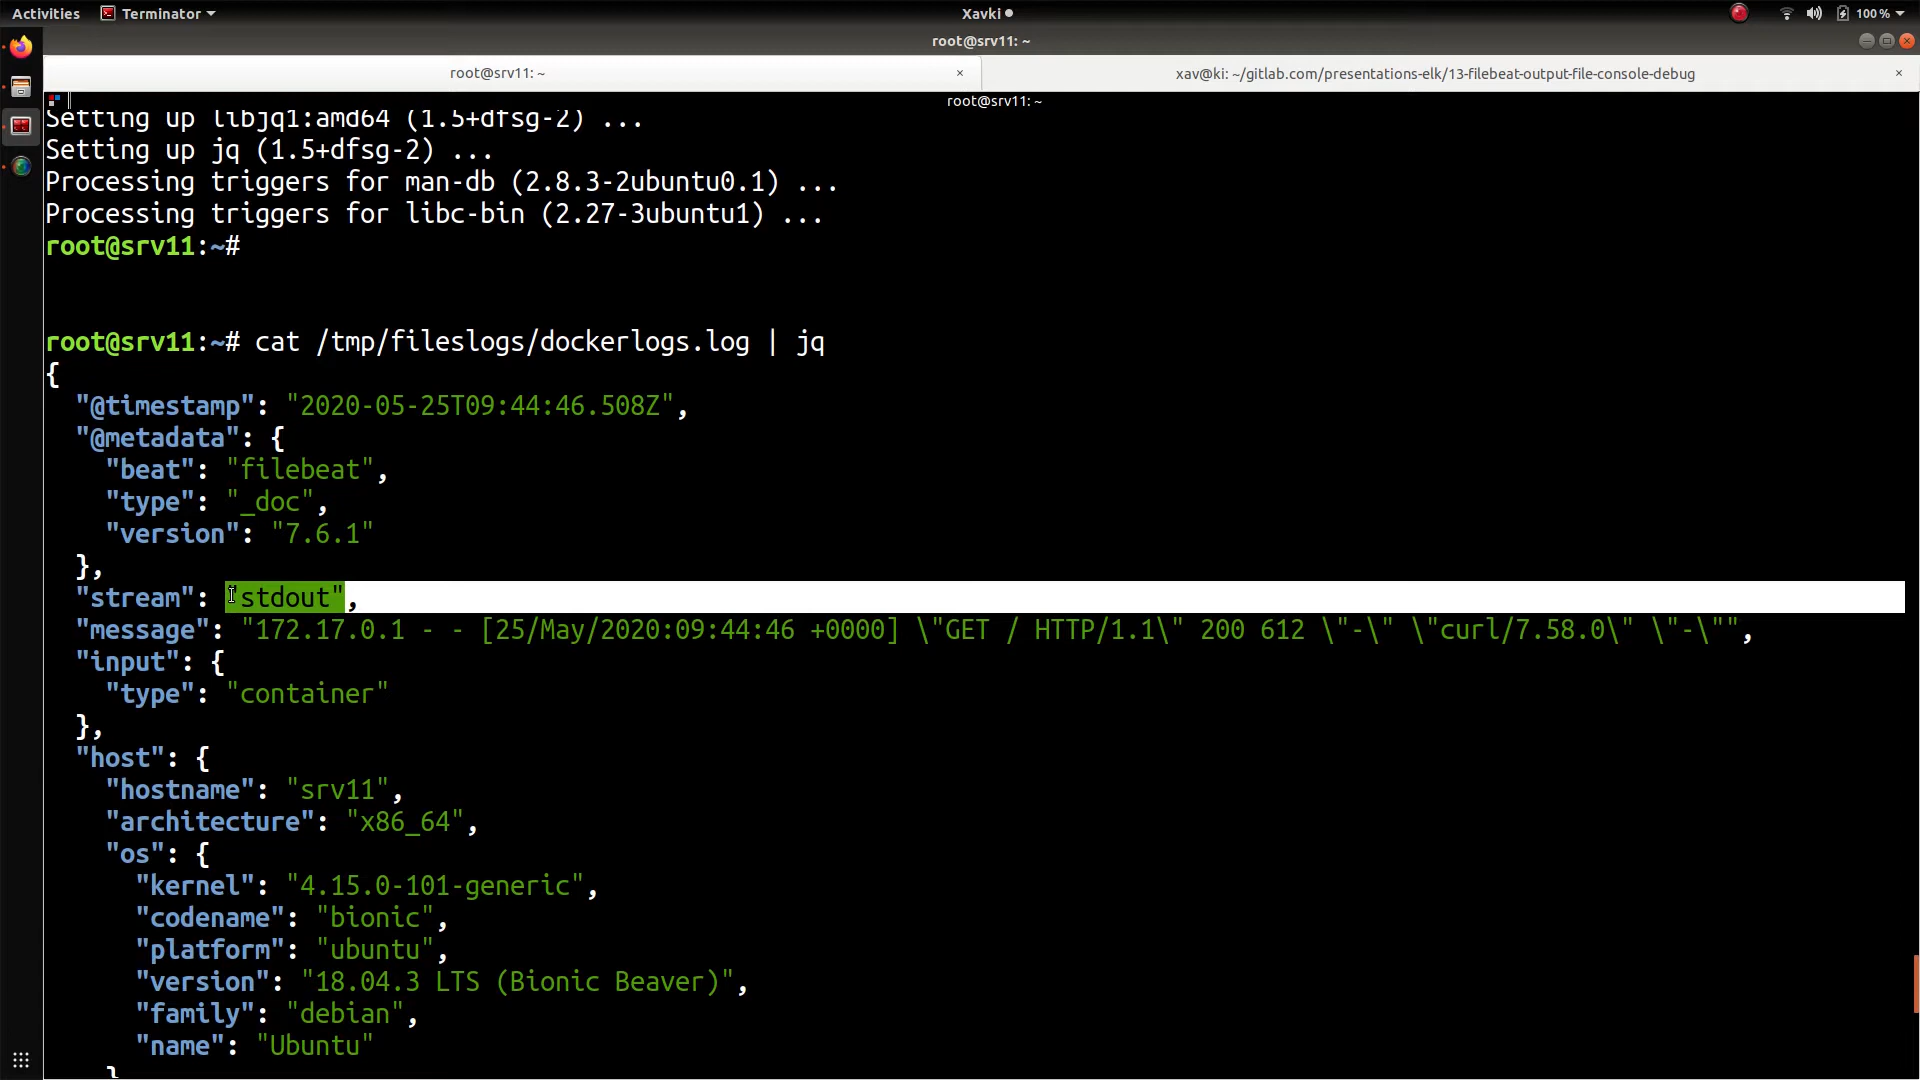 Activities Terminator Xavki 100 %
root@srv11: ~
root@srv11: ~ × xav@ki: ~/gitlab.com/presentations-elk/13-filebeat-output-file-console-debug ×
root@srv11: ~
Setting up libjq1:amd64 (1.5+dfsg-2) ...
Setting up jq (1.5+dfsg-2) ...
Processing triggers for man-db (2.8.3-2ubuntu0.1) ...
Processing triggers for libc-bin (2.27-3ubuntu1) ...
root@srv11:~#
root@srv11:~# cat /tmp/fileslogs/dockerlogs.log | jq
{
"@timestamp": "2020-05-25T09:44:46.508Z",
"@metadata": {
"beat": "filebeat",
"type": "_doc",
"version": "7.6.1"
},
"stream": "stdout",
"message": "172.17.0.1 - - [25/May/2020:09:44:46 +0000] \"GET / HTTP/1.1\" 200 612 \"-\" \"curl/7.58.0\" \"-\"",
"input": {
"type": "container"
},
"host": {
"hostname": "srv11",
"architecture": "x86_64",
"os": {
"kernel": "4.15.0-101-generic",
"codename": "bionic",
"platform": "ubuntu",
"version": "18.04.3 LTS (Bionic Beaver)",
"family": "debian",
"name": "Ubuntu"
}